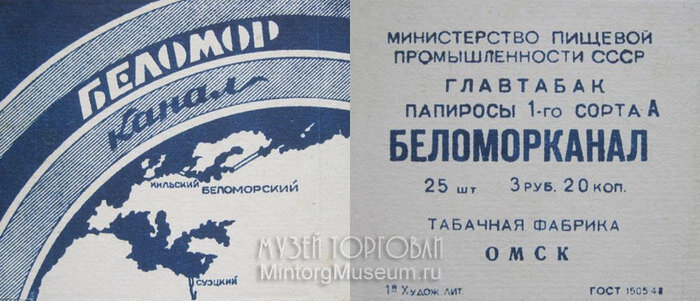 БЕЛОМОР
канал
КИЛЬСКИЙ БЕЛОМОРСКИЙ
СУЭЦКИЙ
МИНИСТЕРСТВО ПИЩЕВОЙ
ПРОМЫШЛЕННОСТИ СССР
ГЛАВТАБАК
ПАПИРОСЫ 1-ГО СОРТА А
БЕЛОМОРКАНАЛ
25 ШТ. 3 РУБ. 20 КОП.
ТАБАЧНАЯ ФАБРИКА
ОМСК
1я ХУДОЖ. ЛИТ. ГОСТ 1505-48
МУЗЕЙ ТОРГОВЛИ
MintorgMuseum.ru